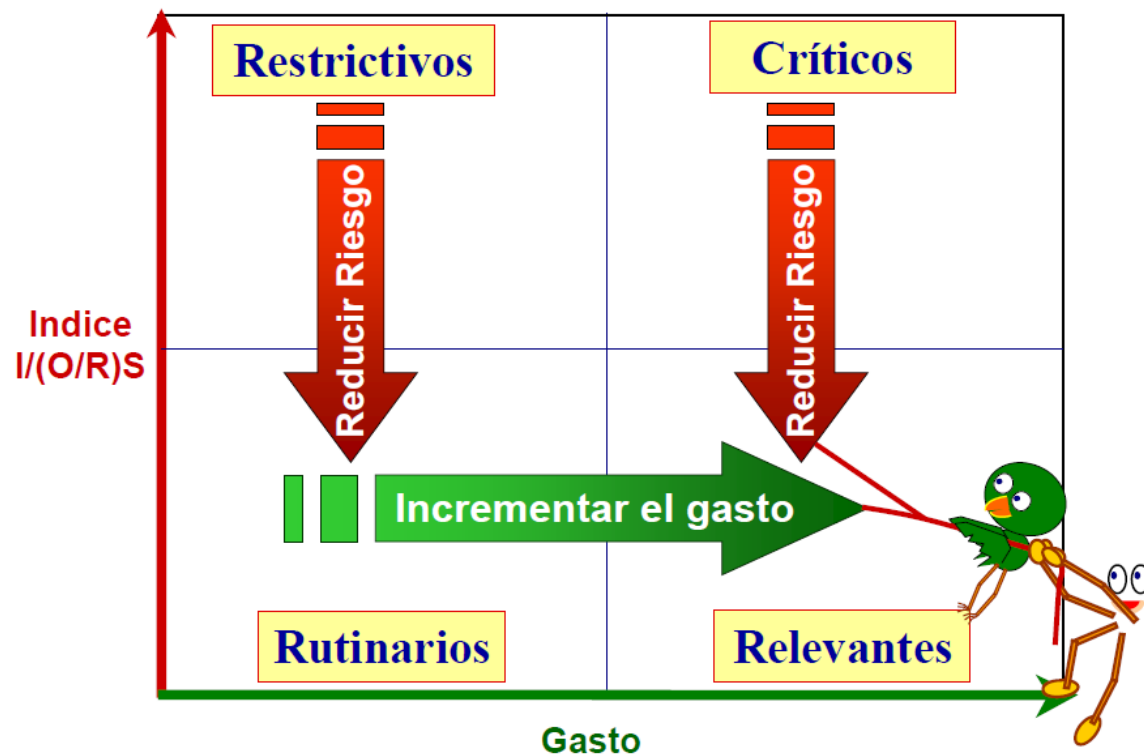 Restrictivos
Críticos
Reducir Riesgo
Reducir Riesgo
Indice
I/(O/R)S
Incrementar el gasto
Rutinarios
Relevantes
Gasto